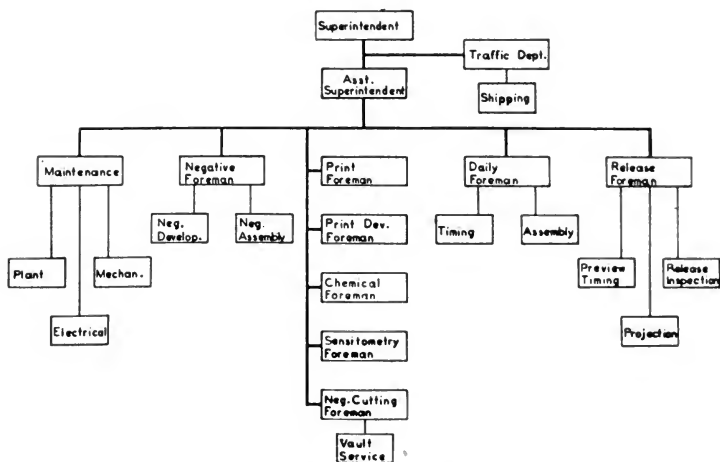 Superintendent
Traffic Dept.
Asst.
Superintendent
Shipping
Maintenance
Negative
Foreman
Print
Foreman
Daily
Foreman
Release
Foreman
Neg.
Develop.
Neg.
Assembly
Print Dev.
Foreman
Timing
Assembly
Plant
Mechan.
Chemical
Foreman
Preview
Timing
Release
Inspection
Electrical
Sensitometry
Foreman
Projection
Neg. Cutting
Foreman
Vault
Service